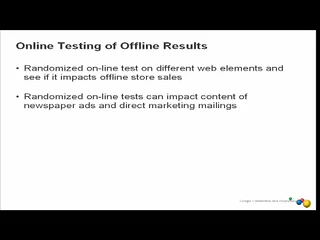 Online Testing of Offline Results
• Randomized on-line test on different web elements and
see if it impacts offline store sales
• Randomized on-line tests can impact content of
newspaper ads and direct marketing mailings